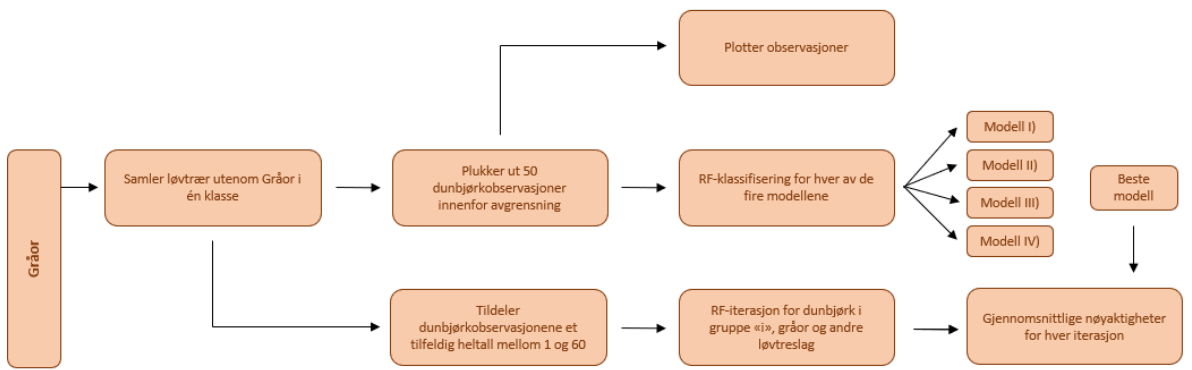 Gråor
Samler løvtrær utenom Gråor i
én klasse
Plukker ut 50
dunbjørkobservasjoner
innenfor avgrensning
Plotter observasjoner
RF-klassifisering for hver av de
fire modellene
Modell I)
Modell II)
Modell III)
Modell IV)
Beste
modell
Tildeler
dunbjørkobservasjonene et
tilfeldig heltall mellom 1 og 60
RF-iterasjon for dunbjørk i
gruppe «i», gråor og andre
løvtreslag
Gjennomsnittlige nøyaktigheter
for hver iterasjon